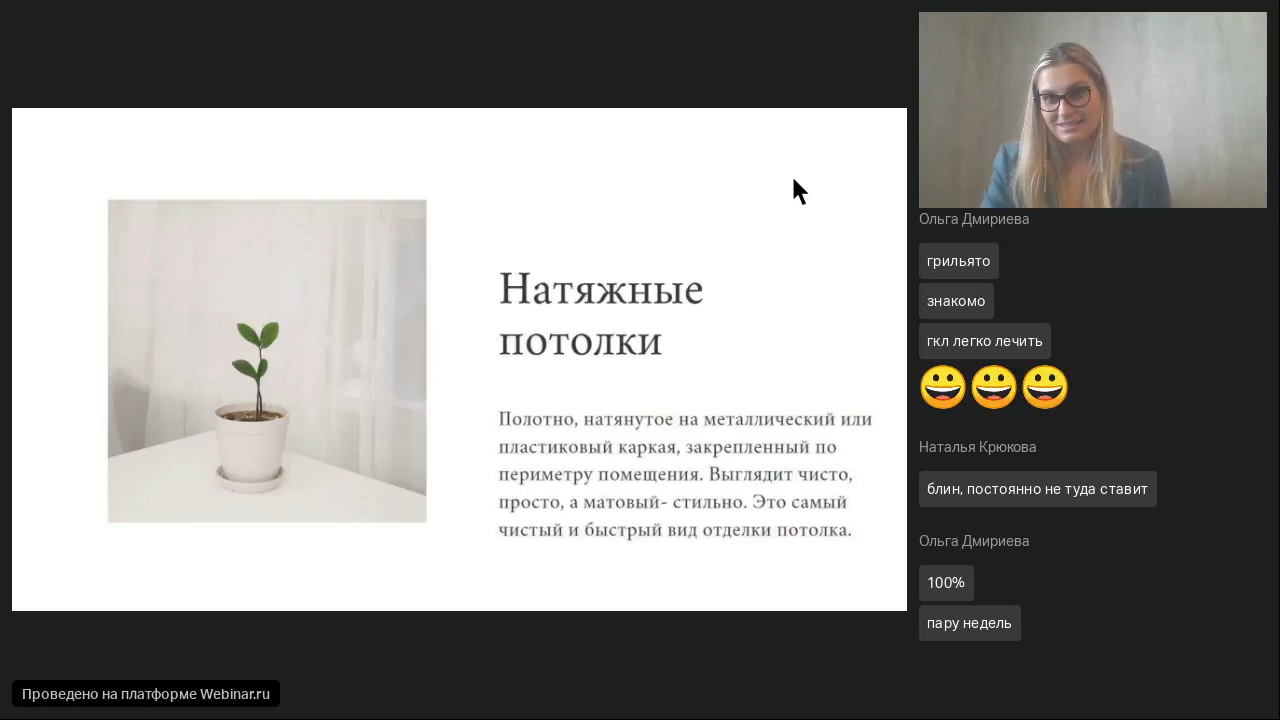 Натяжные
потолки
Полотно, натянутое на металлический или
пластиковый каркая, закрепленный по
периметру помещения. Выглядит чисто,
просто, а матовый- стильно. Это самый
чистый и быстрый вид отделки потолка.
Ольга Дмириева
грильято
знакомо
гкл легко лечить
Наталья Крюкова
блин, постоянно не туда ставит
Ольга Дмириева
100%
пару недель
Проведено на платформе Webinar.ru